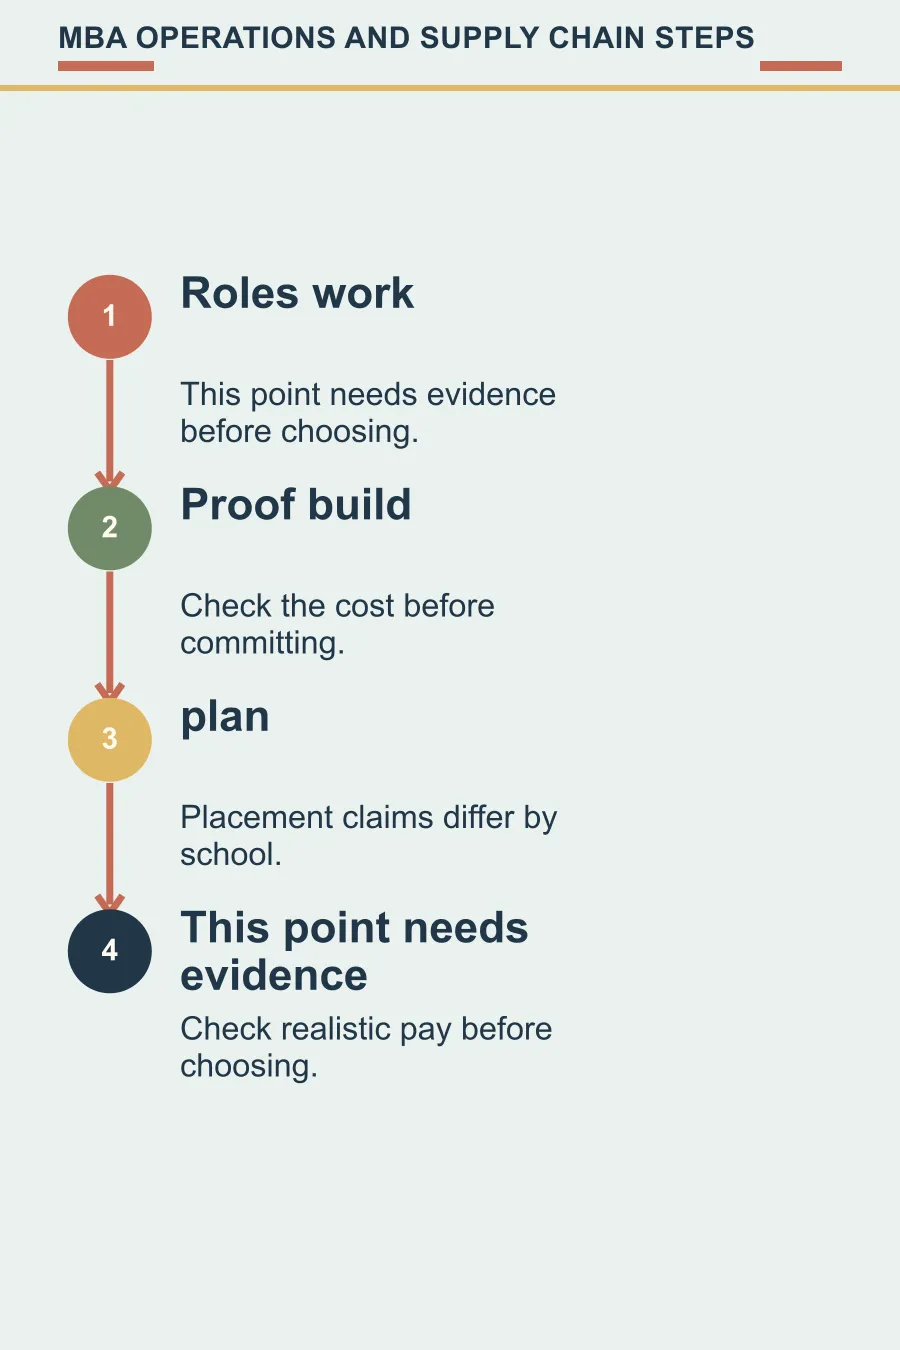 MBA OPERATIONS AND SUPPLY CHAIN STEPS
1
Roles work
This point needs evidence
before choosing.
2
Proof build
Check the cost before
committing.
3
plan
Placement claims differ by
school.
4
This point needs
evidence
Check realistic pay before
choosing.